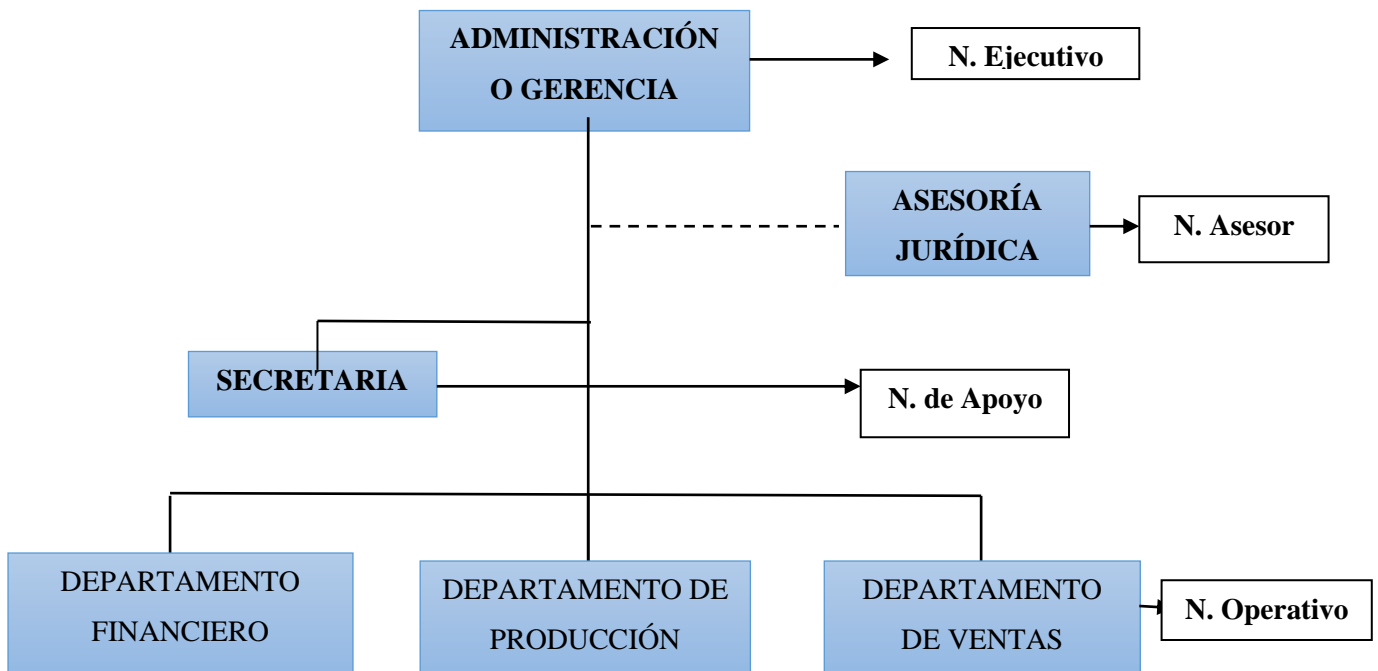 ADMINISTRACIÓN
O GERENCIA
N. Ejecutivo
ASESORÍA
JURÍDICA
N. Asesor
SECRETARIA
N. de Apoyo
DEPARTAMENTO
FINANCIERO
DEPARTAMENTO DE
PRODUCCIÓN
DEPARTAMENTO
DE VENTAS
N. Operativo